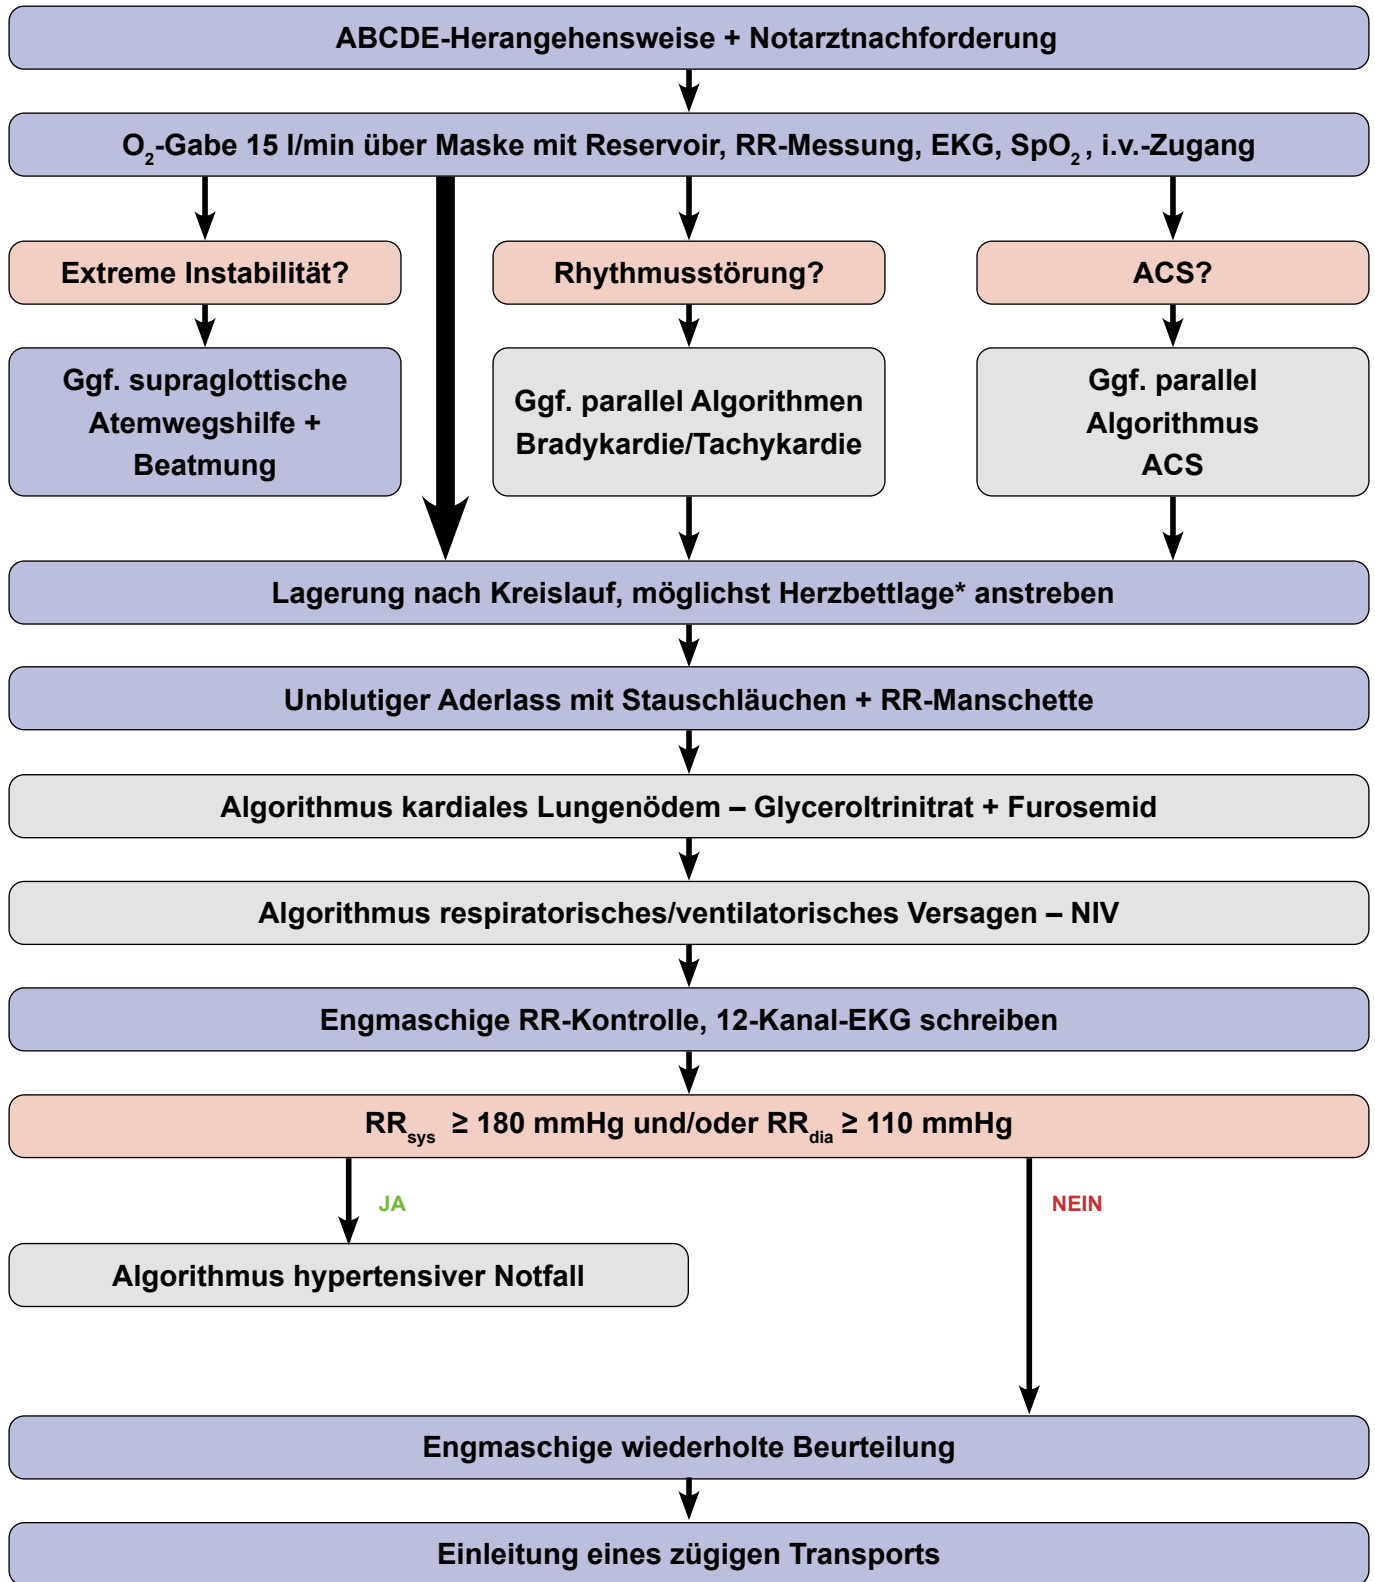 ABCDE-Herangehensweise + Notarztnachforderung
O₂-Gabe 15 l/min über Maske mit Reservoir, RR-Messung, EKG, SpO₂, i.v.-Zugang
Extreme Instabilität?
Rhythmusstörung?
ACS?
Ggf. supraglottische
Atemwegshilfe +
Beatmung
Ggf. parallel Algorithmen
Bradykardie/Tachykardie
Ggf. parallel
Algorithmus
ACS
Lagerung nach Kreislauf, möglichst Herzbettlage* anstreben
Unblutiger Aderlass mit Stauschläuchen + RR-Manschette
Algorithmus kardiales Lungenödem – Glyceroltrinitrat + Furosemid
Algorithmus respiratorisches/ventilatorisches Versagen – NIV
Engmaschige RR-Kontrolle, 12-Kanal-EKG schreiben
RRsys ≥ 180 mmHg und/oder RRdia ≥ 110 mmHg
JA
NEIN
Algorithmus hypertensiver Notfall
Engmaschige wiederholte Beurteilung
Einleitung eines zügigen Transports